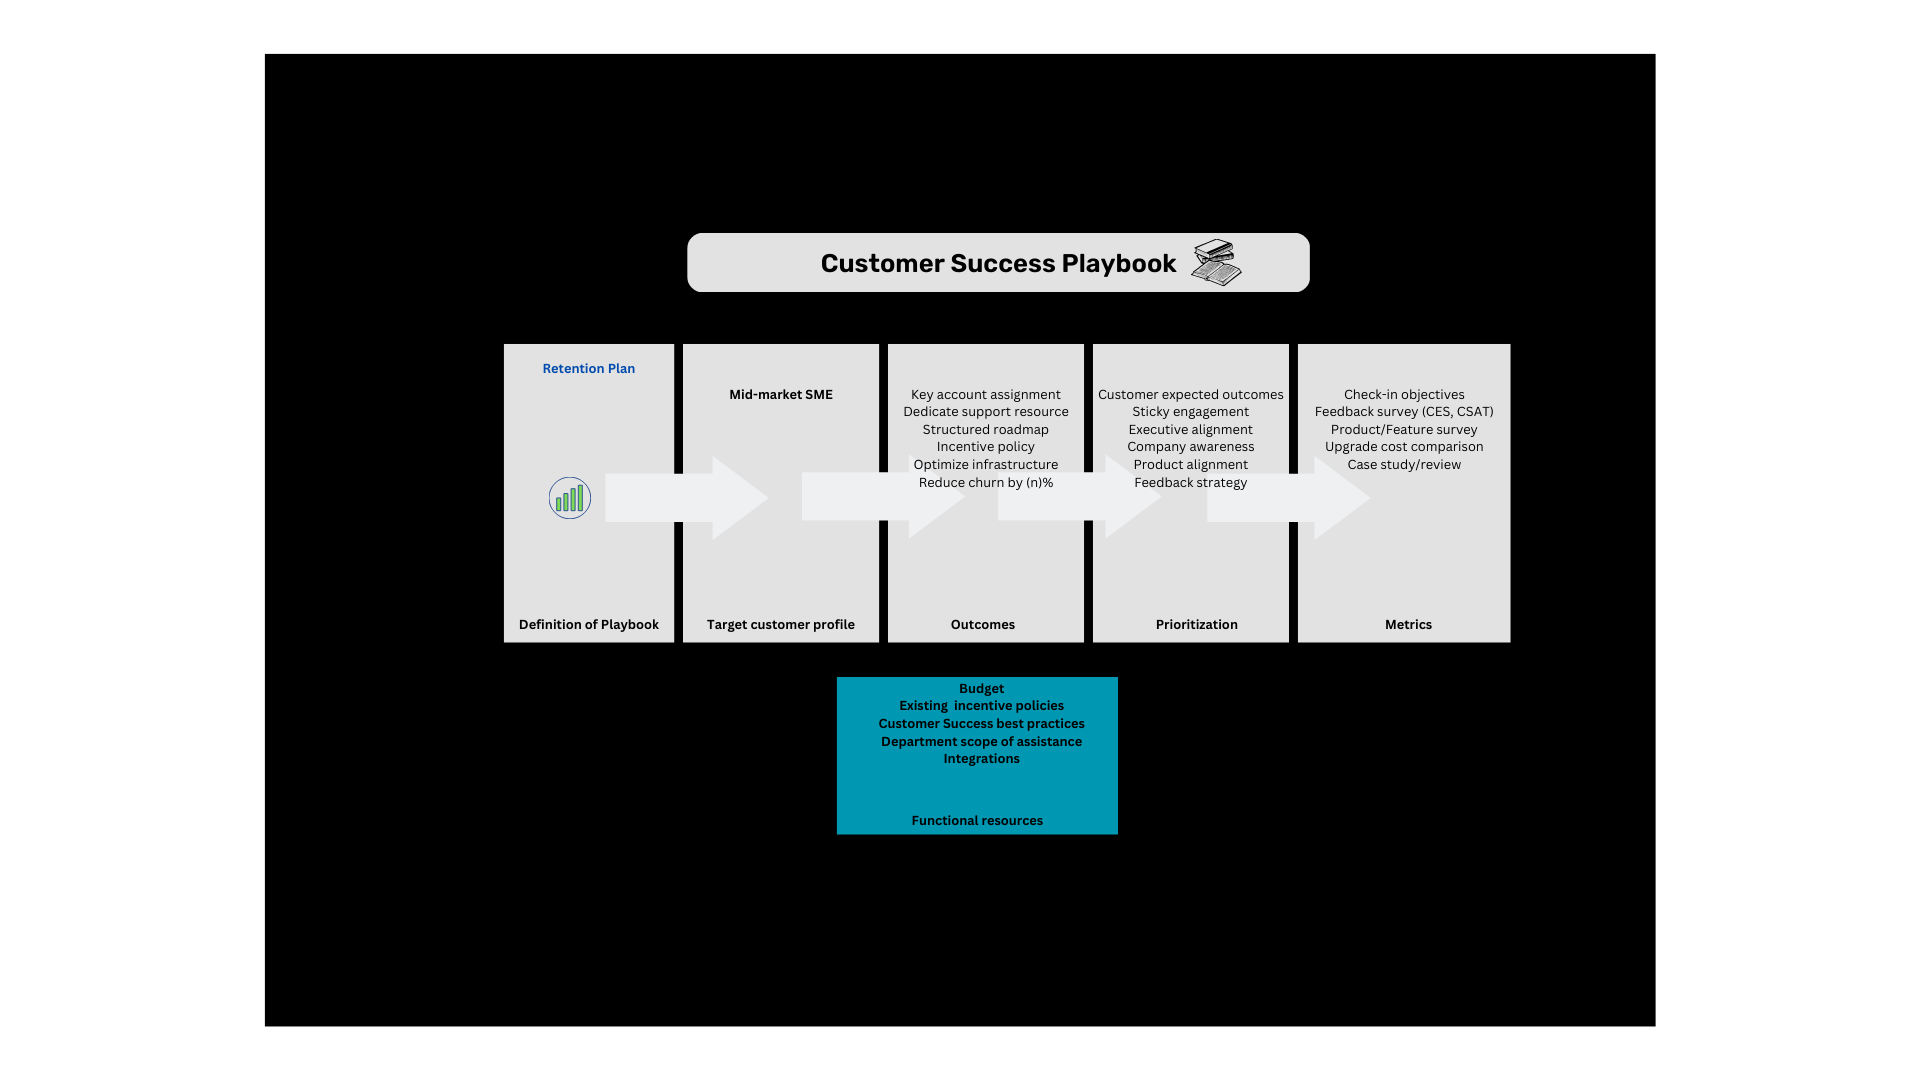 Customer Success Playbook
Retention Plan
Definition of Playbook
Mid-market SME
Target customer profile
Key account assignment
Dedicate support resource
Structured roadmap
Incentive policy
Optimize infrastructure
Reduce churn by (n)%
Outcomes
Customer expected outcomes
Sticky engagement
Executive alignment
Company awareness
Product alignment
Feedback strategy
Prioritization
Check-in objectives
Feedback survey (CES, CSAT)
Product/Feature survey
Upgrade cost comparison
Case study/review
Metrics
Budget
Existing  incentive policies
Customer Success best practices
Department scope of assistance
Integrations
Functional resources